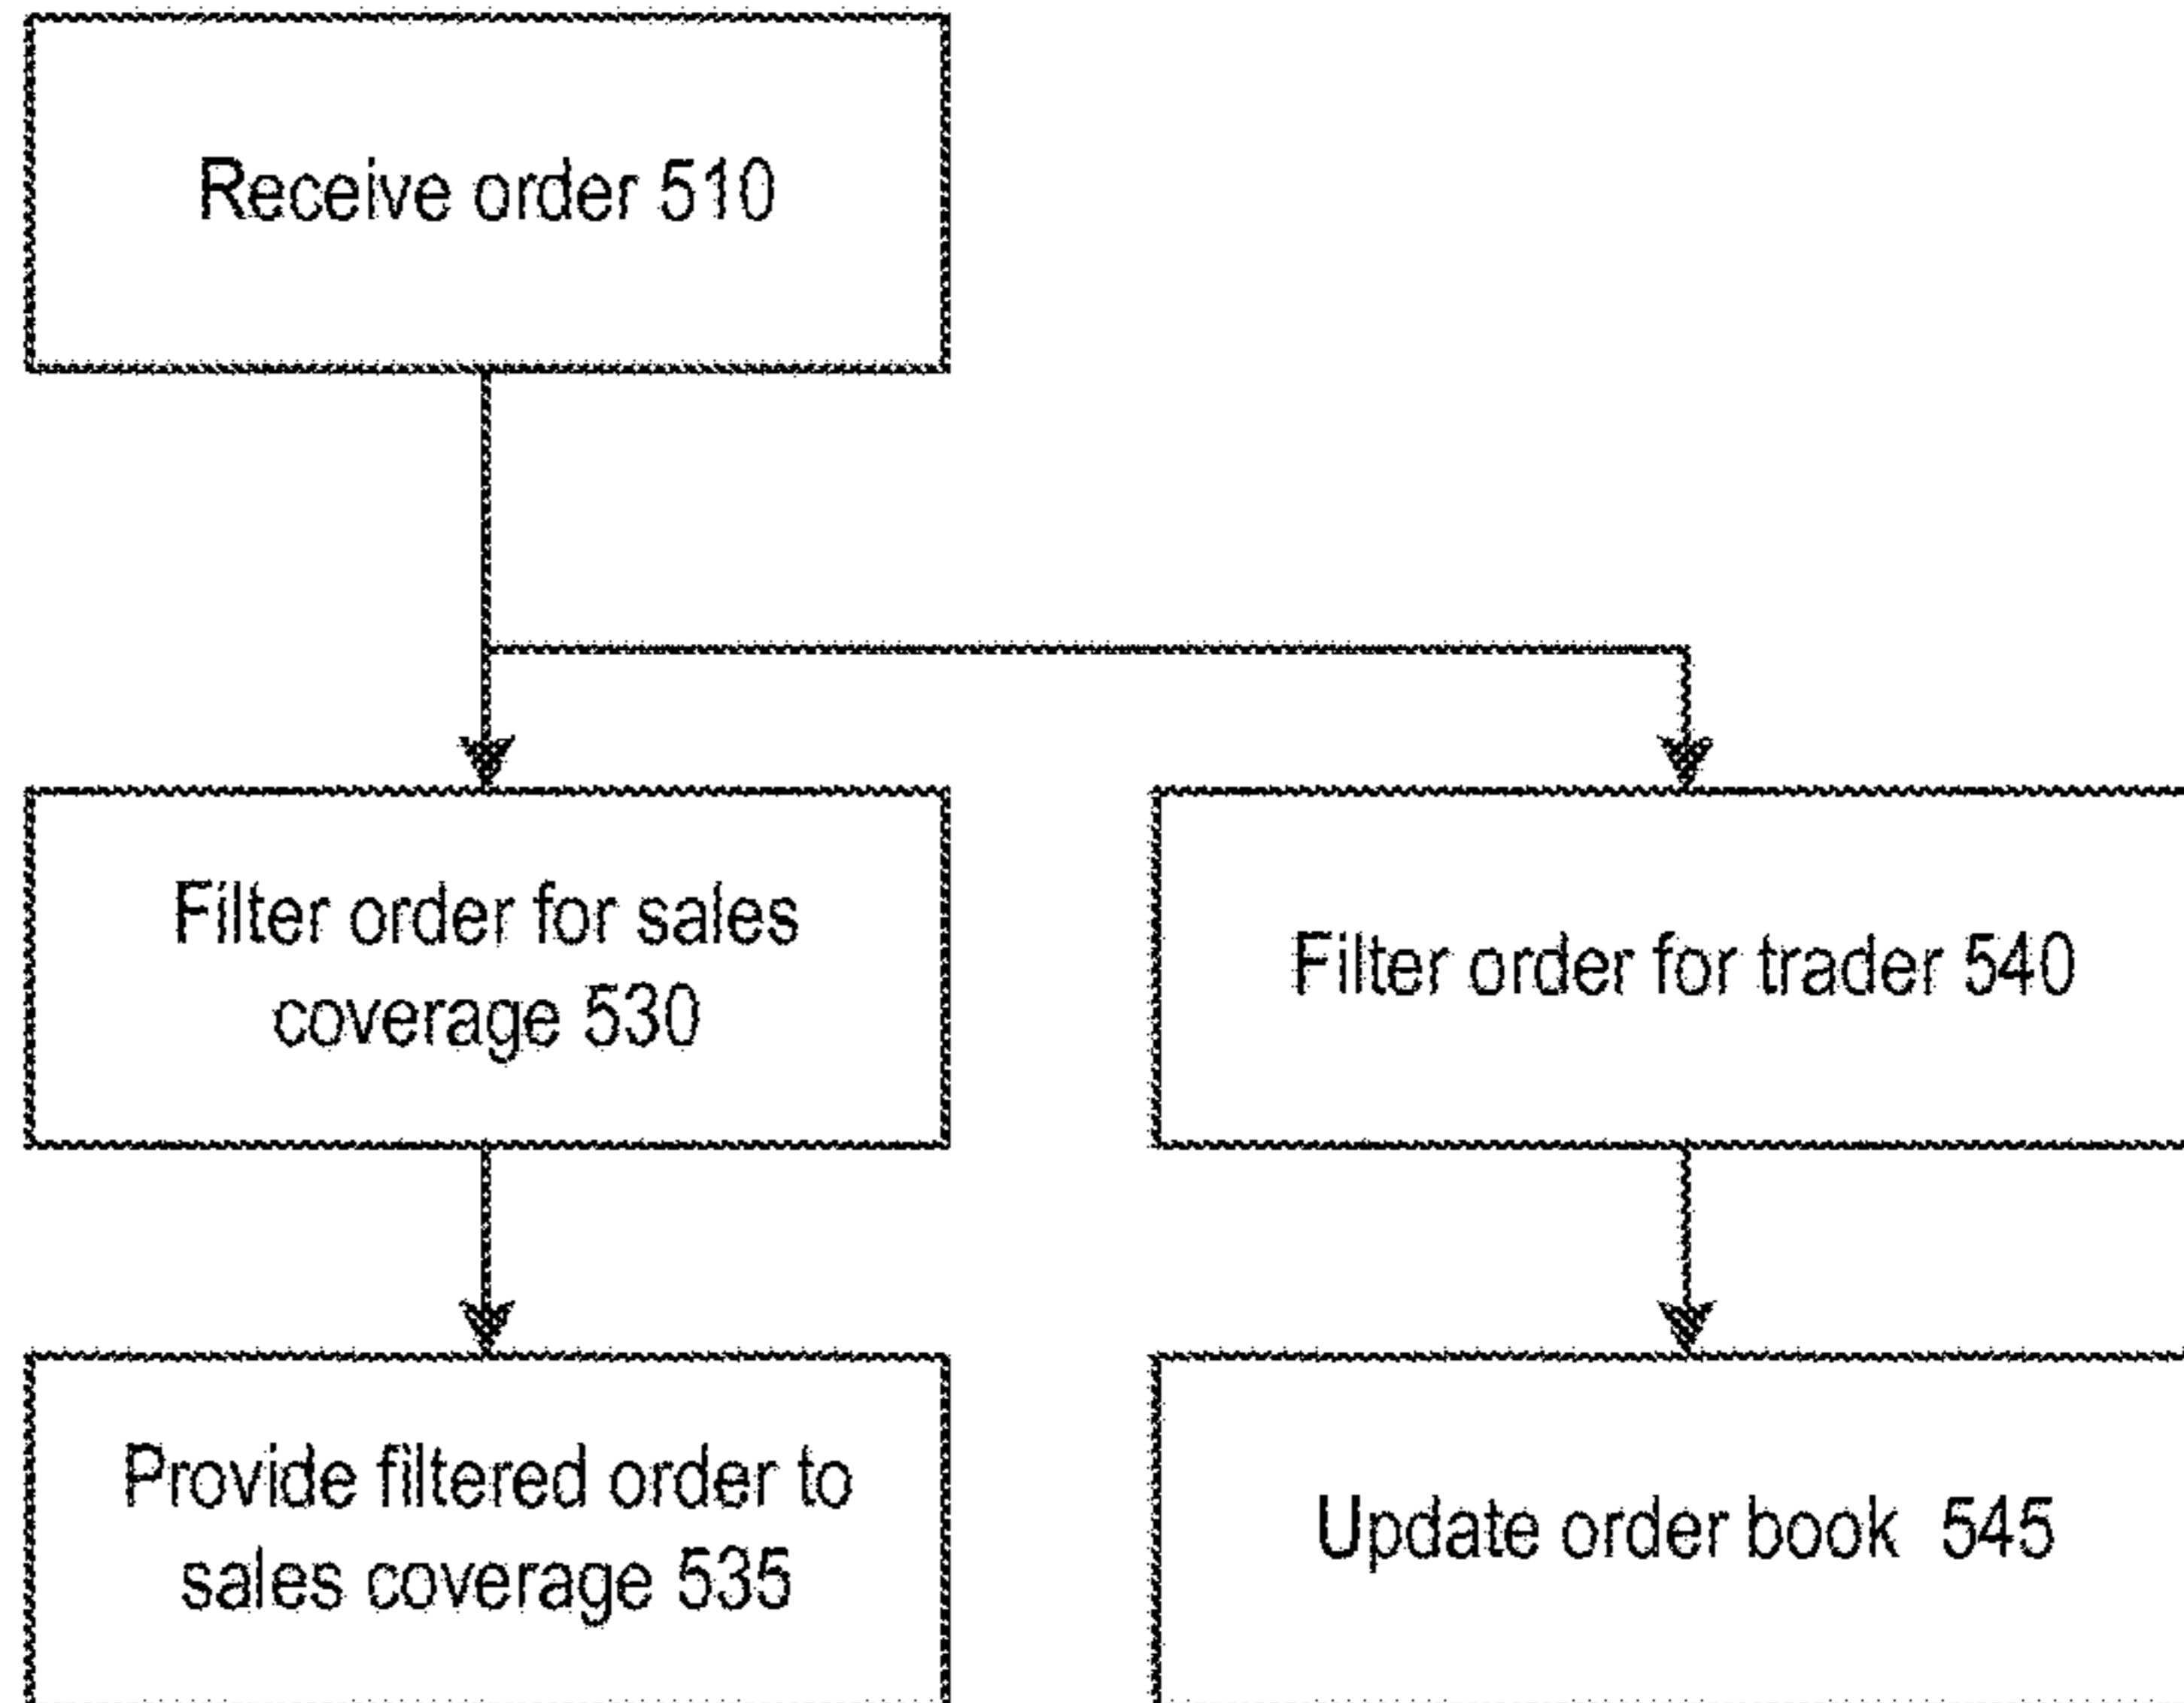 Receive order 510
Filter order for sales
coverage 530
Filter order for trader 540
Provide filtered order to
sales coverage 535
Update order book 545